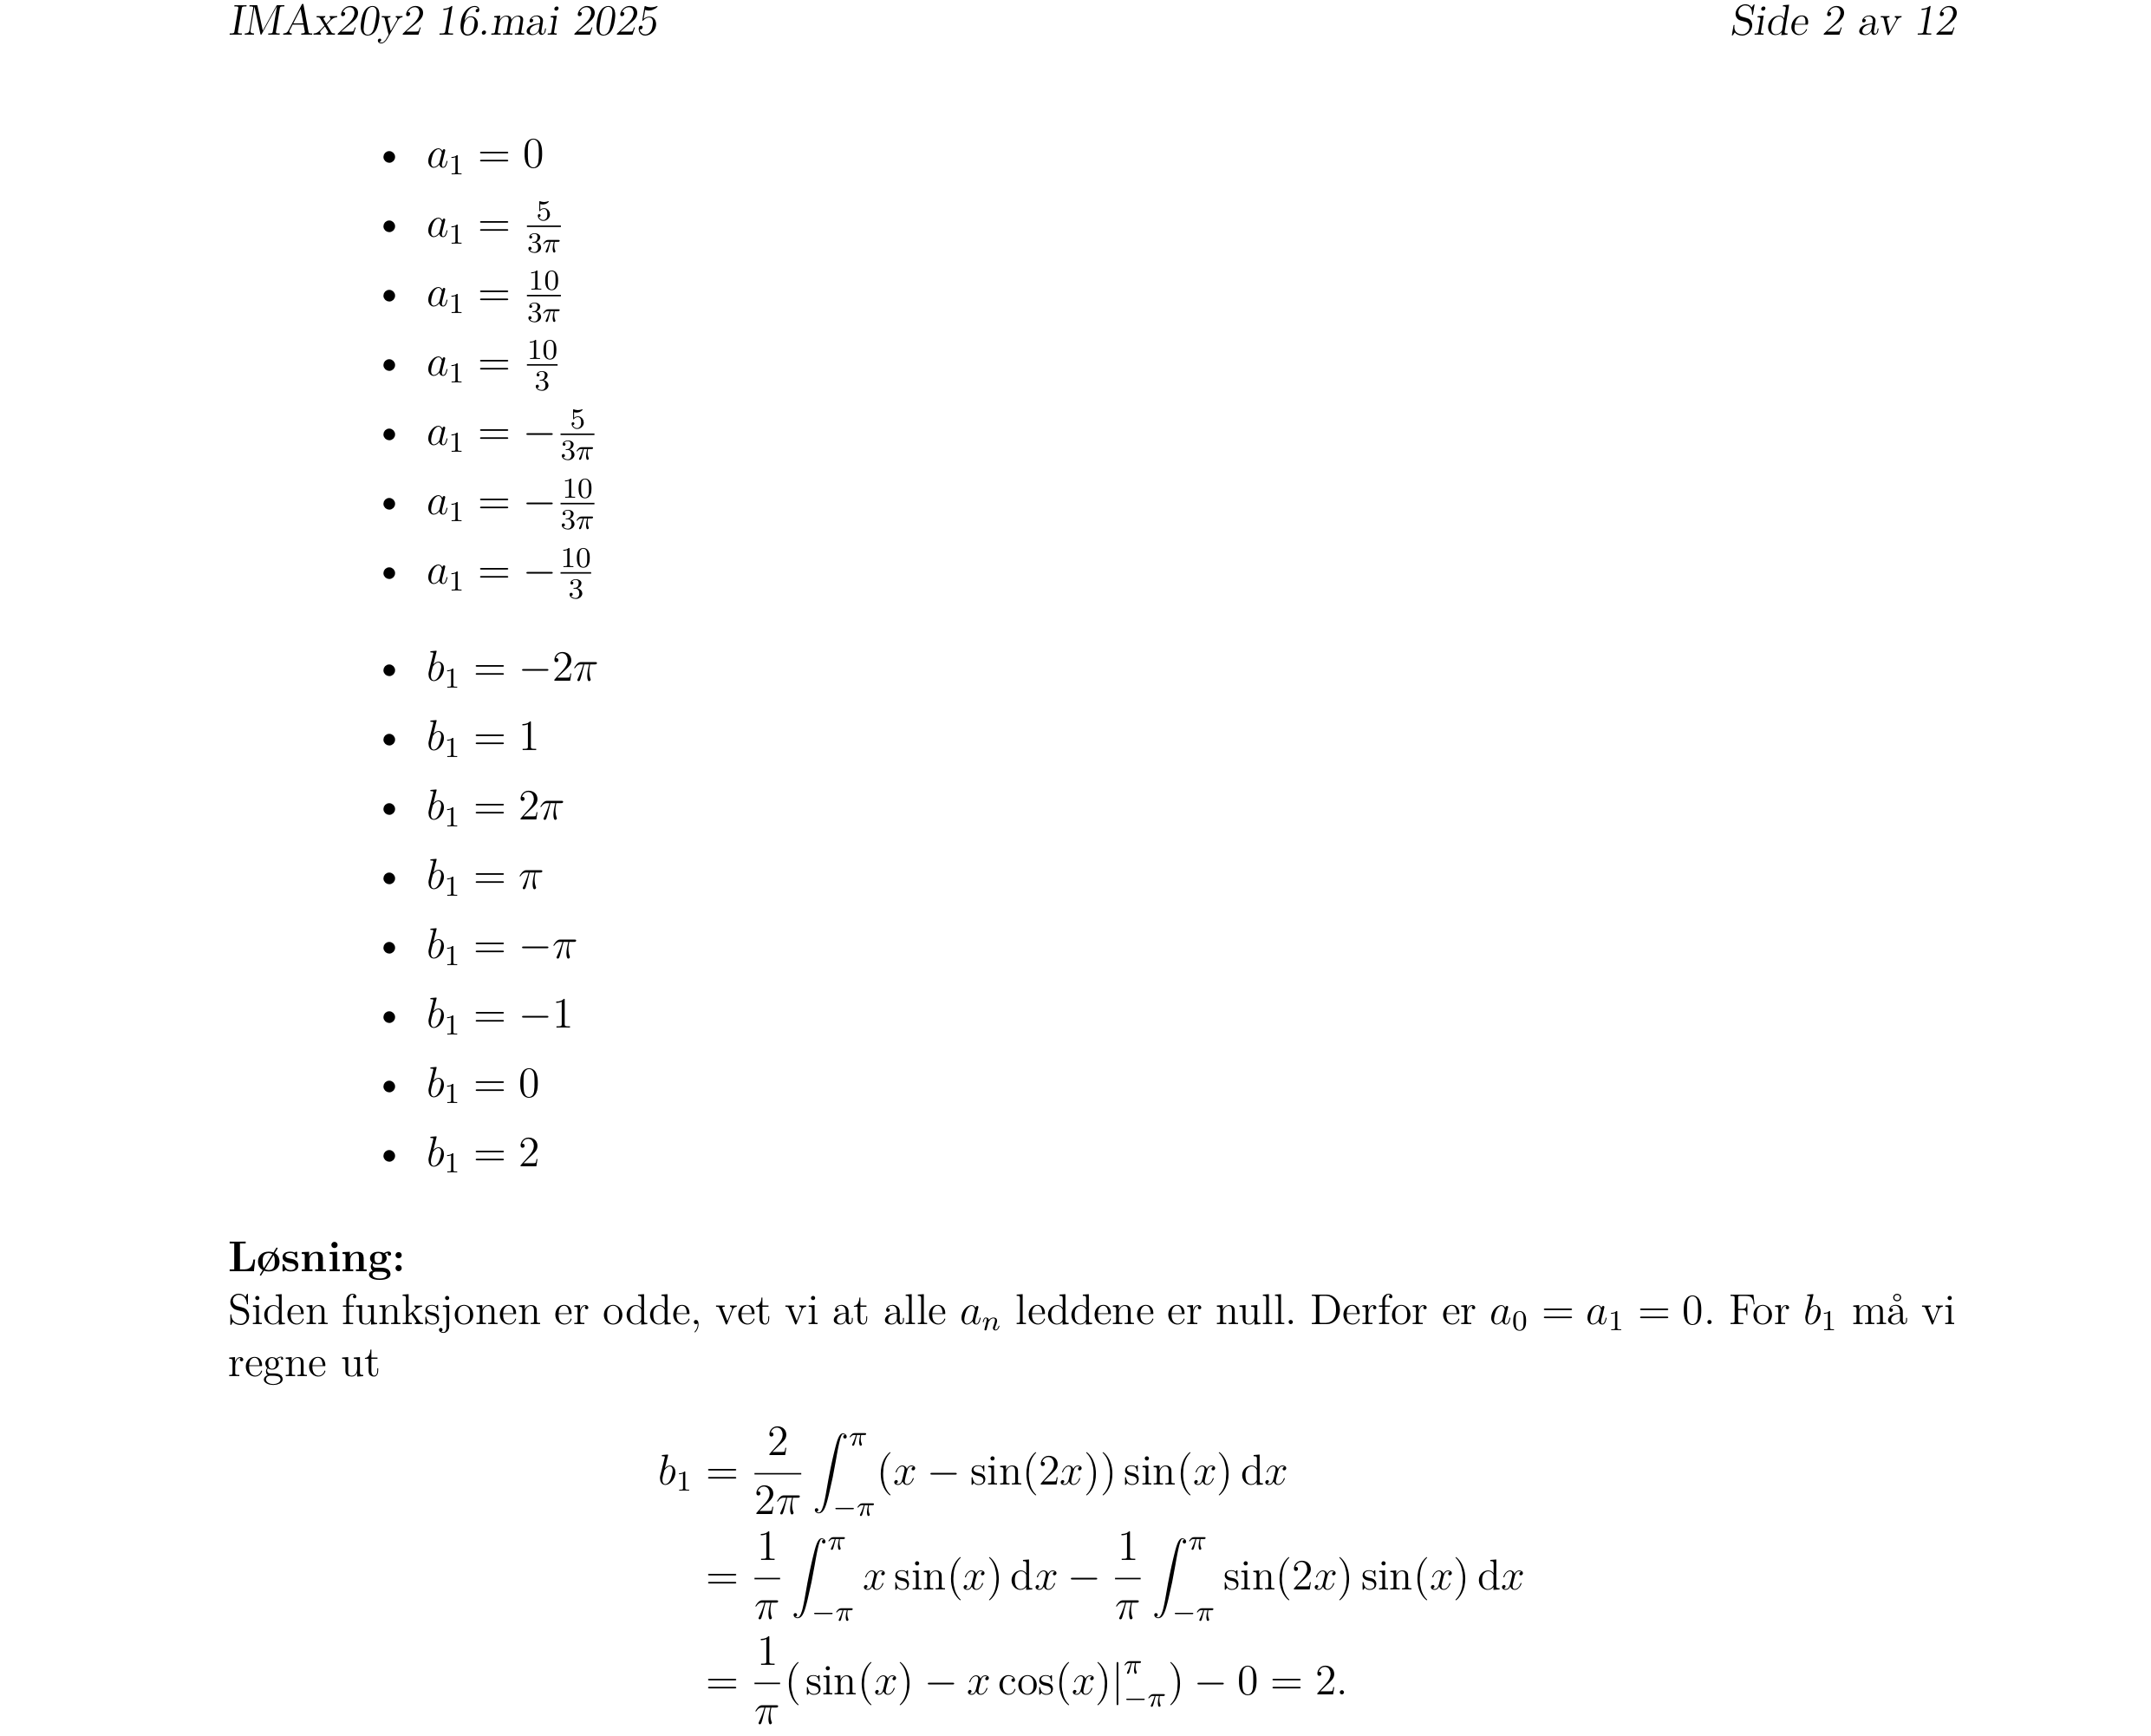 IMAx20y2 16.mai 2025 Side 2 av 12
• $a_1 = 0$
• $a_1 = \frac{5}{3\pi}$
• $a_1 = \frac{10}{3\pi}$
• $a_1 = \frac{10}{3}$
• $a_1 = -\frac{5}{3\pi}$
• $a_1 = -\frac{10}{3\pi}$
• $a_1 = -\frac{10}{3}$
• $b_1 = -2\pi$
• $b_1 = 1$
• $b_1 = 2\pi$
• $b_1 = \pi$
• $b_1 = -\pi$
• $b_1 = -1$
• $b_1 = 0$
• $b_1 = 2$
Løsning:
Siden funksjonen er odde, vet vi at alle $a_n$ leddene er null. Derfor er $a_0 = a_1 = 0$. For $b_1$ må vi
regne ut
$b_1 = \frac{2}{2\pi} \int_{-\pi}^{\pi} (x - \sin(2x)) \sin(x) \, \mathrm{d}x$
$= \frac{1}{\pi} \int_{-\pi}^{\pi} x \sin(x) \, \mathrm{d}x - \frac{1}{\pi} \int_{-\pi}^{\pi} \sin(2x) \sin(x) \, \mathrm{d}x$
$= \frac{1}{\pi} ( \sin(x) - x \cos(x) |_{-\pi}^{\pi} ) - 0 = 2.$